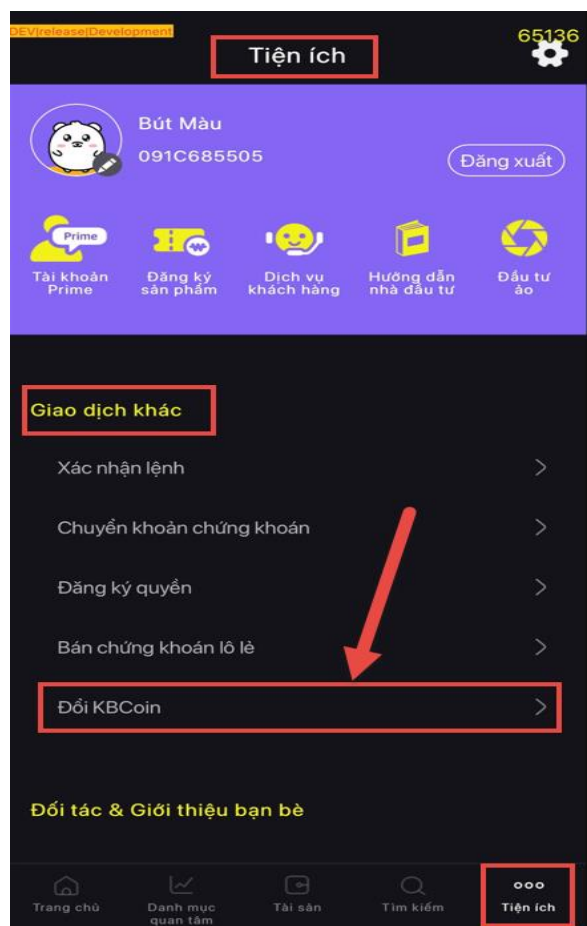 DEV|release|Development
65136
Tiện ích
Bút Màu
091C685505
Đăng xuất
Prime
Tài khoản
Prime
Đăng ký
sản phẩm
Dịch vụ
khách hàng
Hướng dẫn
nhà đầu tư
Đầu tư
ảo
Giao dịch khác
Xác nhận lệnh
Chuyển khoản chứng khoán
Đăng ký quyền
Bán chứng khoán lô lẻ
Đổi KBCoin
Đối tác & Giới thiệu bạn bè
Trang chủ
Danh mục
quan tâm
Tài sản
Tìm kiếm
Tiện ích